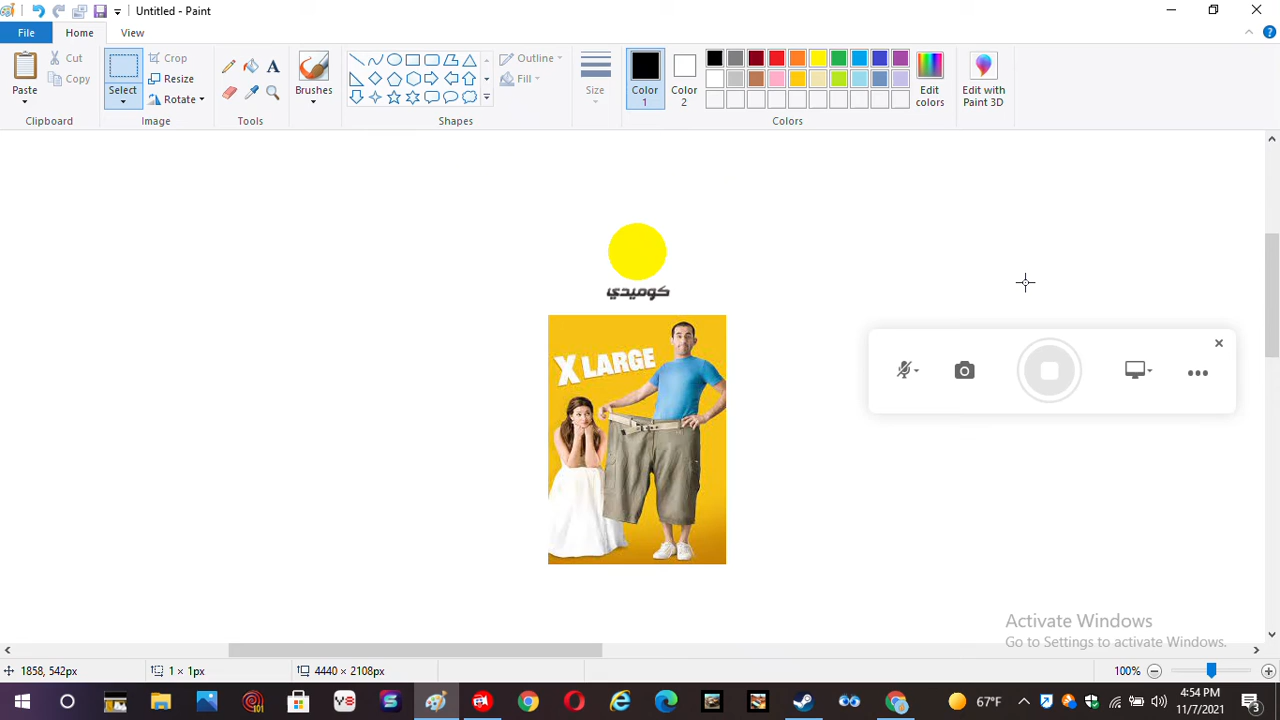 Untitled - Paint
File
Home
View
Paste
Cut
Copy
Clipboard
Select
Crop
Resize
Rotate
Image
Tools
Brushes
Shapes
Outline
Fill
Size
Color
1
Color
2
Colors
Edit
colors
Edit with
Paint 3D
كوميدي
X LARGE
Activate Windows
Go to Settings to activate Windows.
1858, 542px
1 × 1px
4440 × 2108px
100%
101
67°F
4:54 PM
11/7/2021
3